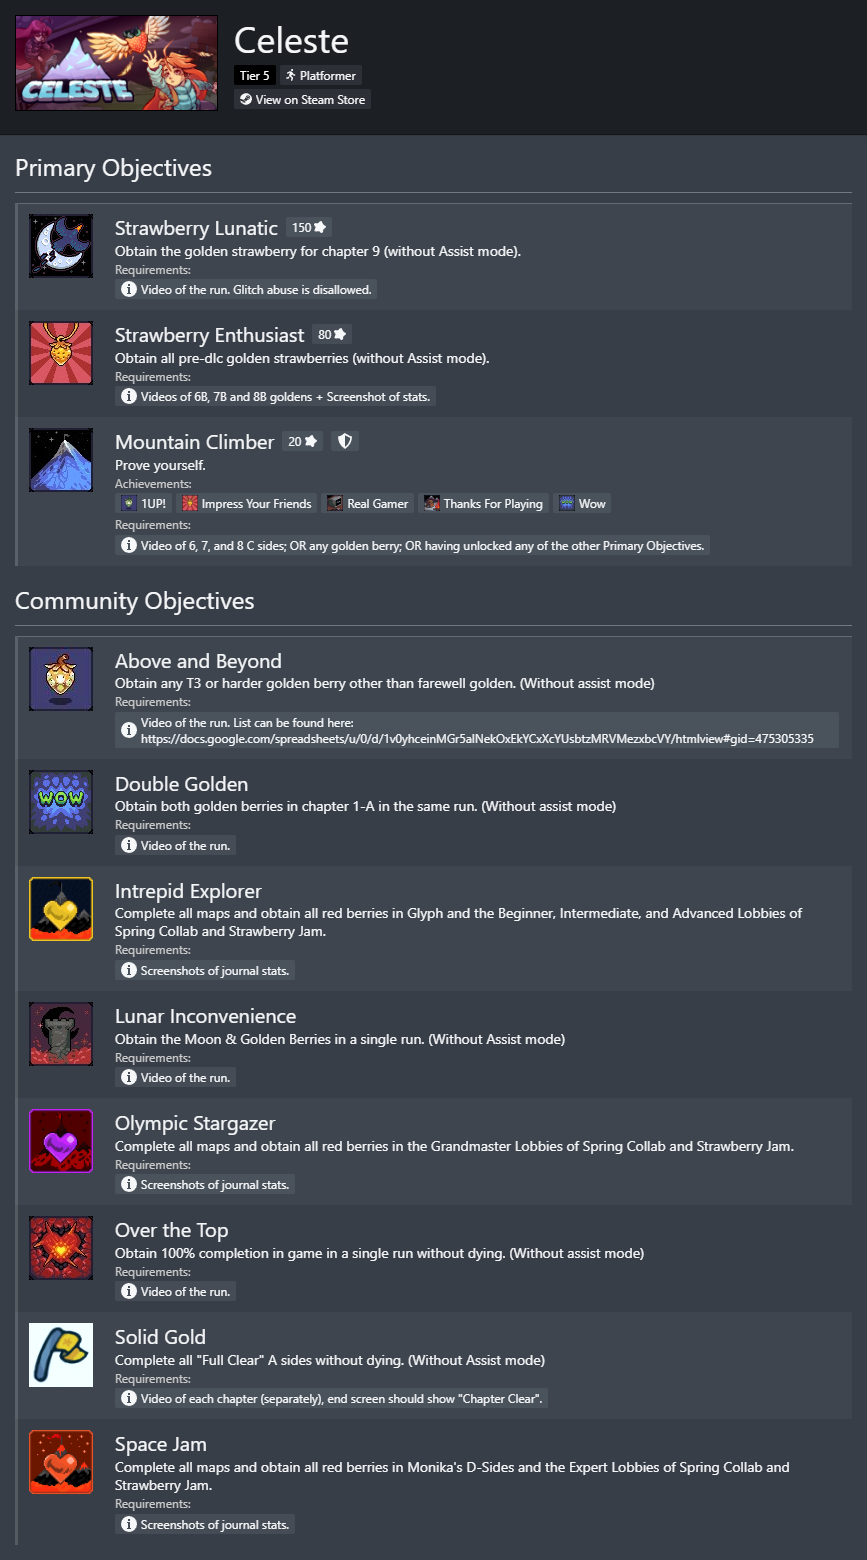 CELESTE
Celeste
Tier 5 Platformer
View on Steam Store
Primary Objectives
Strawberry Lunatic 150
Obtain the golden strawberry for chapter 9 (without Assist mode).
Requirements:
Video of the run. Glitch abuse is disallowed.
Strawberry Enthusiast 80
Obtain all pre-dlc golden strawberries (without Assist mode).
Requirements:
Videos of 6B, 7B and 8B goldens + Screenshot of stats.
Mountain Climber 20
Prove yourself.
Achievements:
1UP! Impress Your Friends Real Gamer Thanks For Playing Wow
Requirements:
Video of 6, 7, and 8 C sides; OR any golden berry; OR having unlocked any of the other Primary Objectives.
Community Objectives
Above and Beyond
Obtain any T3 or harder golden berry other than farewell golden. (Without assist mode)
Requirements:
Video of the run. List can be found here:
https://docs.google.com/spreadsheets/u/0/d/1v0yhceinMGr5alNekOxEkYCxXcYUsbtzMRVMezxbcVY/htmlview#gid=475305335
WOW
Double Golden
Obtain both golden berries in chapter 1-A in the same run. (Without assist mode)
Requirements:
Video of the run.
Intrepid Explorer
Complete all maps and obtain all red berries in Glyph and the Beginner, Intermediate, and Advanced Lobbies of
Spring Collab and Strawberry Jam.
Requirements:
Screenshots of journal stats.
Lunar Inconvenience
Obtain the Moon & Golden Berries in a single run. (Without Assist mode)
Requirements:
Video of the run.
Olympic Stargazer
Complete all maps and obtain all red berries in the Grandmaster Lobbies of Spring Collab and Strawberry Jam.
Requirements:
Screenshots of journal stats.
Over the Top
Obtain 100% completion in game in a single run without dying. (Without assist mode)
Requirements:
Video of the run.
Solid Gold
Complete all "Full Clear" A sides without dying. (Without Assist mode)
Requirements:
Video of each chapter (separately), end screen should show "Chapter Clear".
Space Jam
Complete all maps and obtain all red berries in Monika's D-Sides and the Expert Lobbies of Spring Collab and
Strawberry Jam.
Requirements:
Screenshots of journal stats.